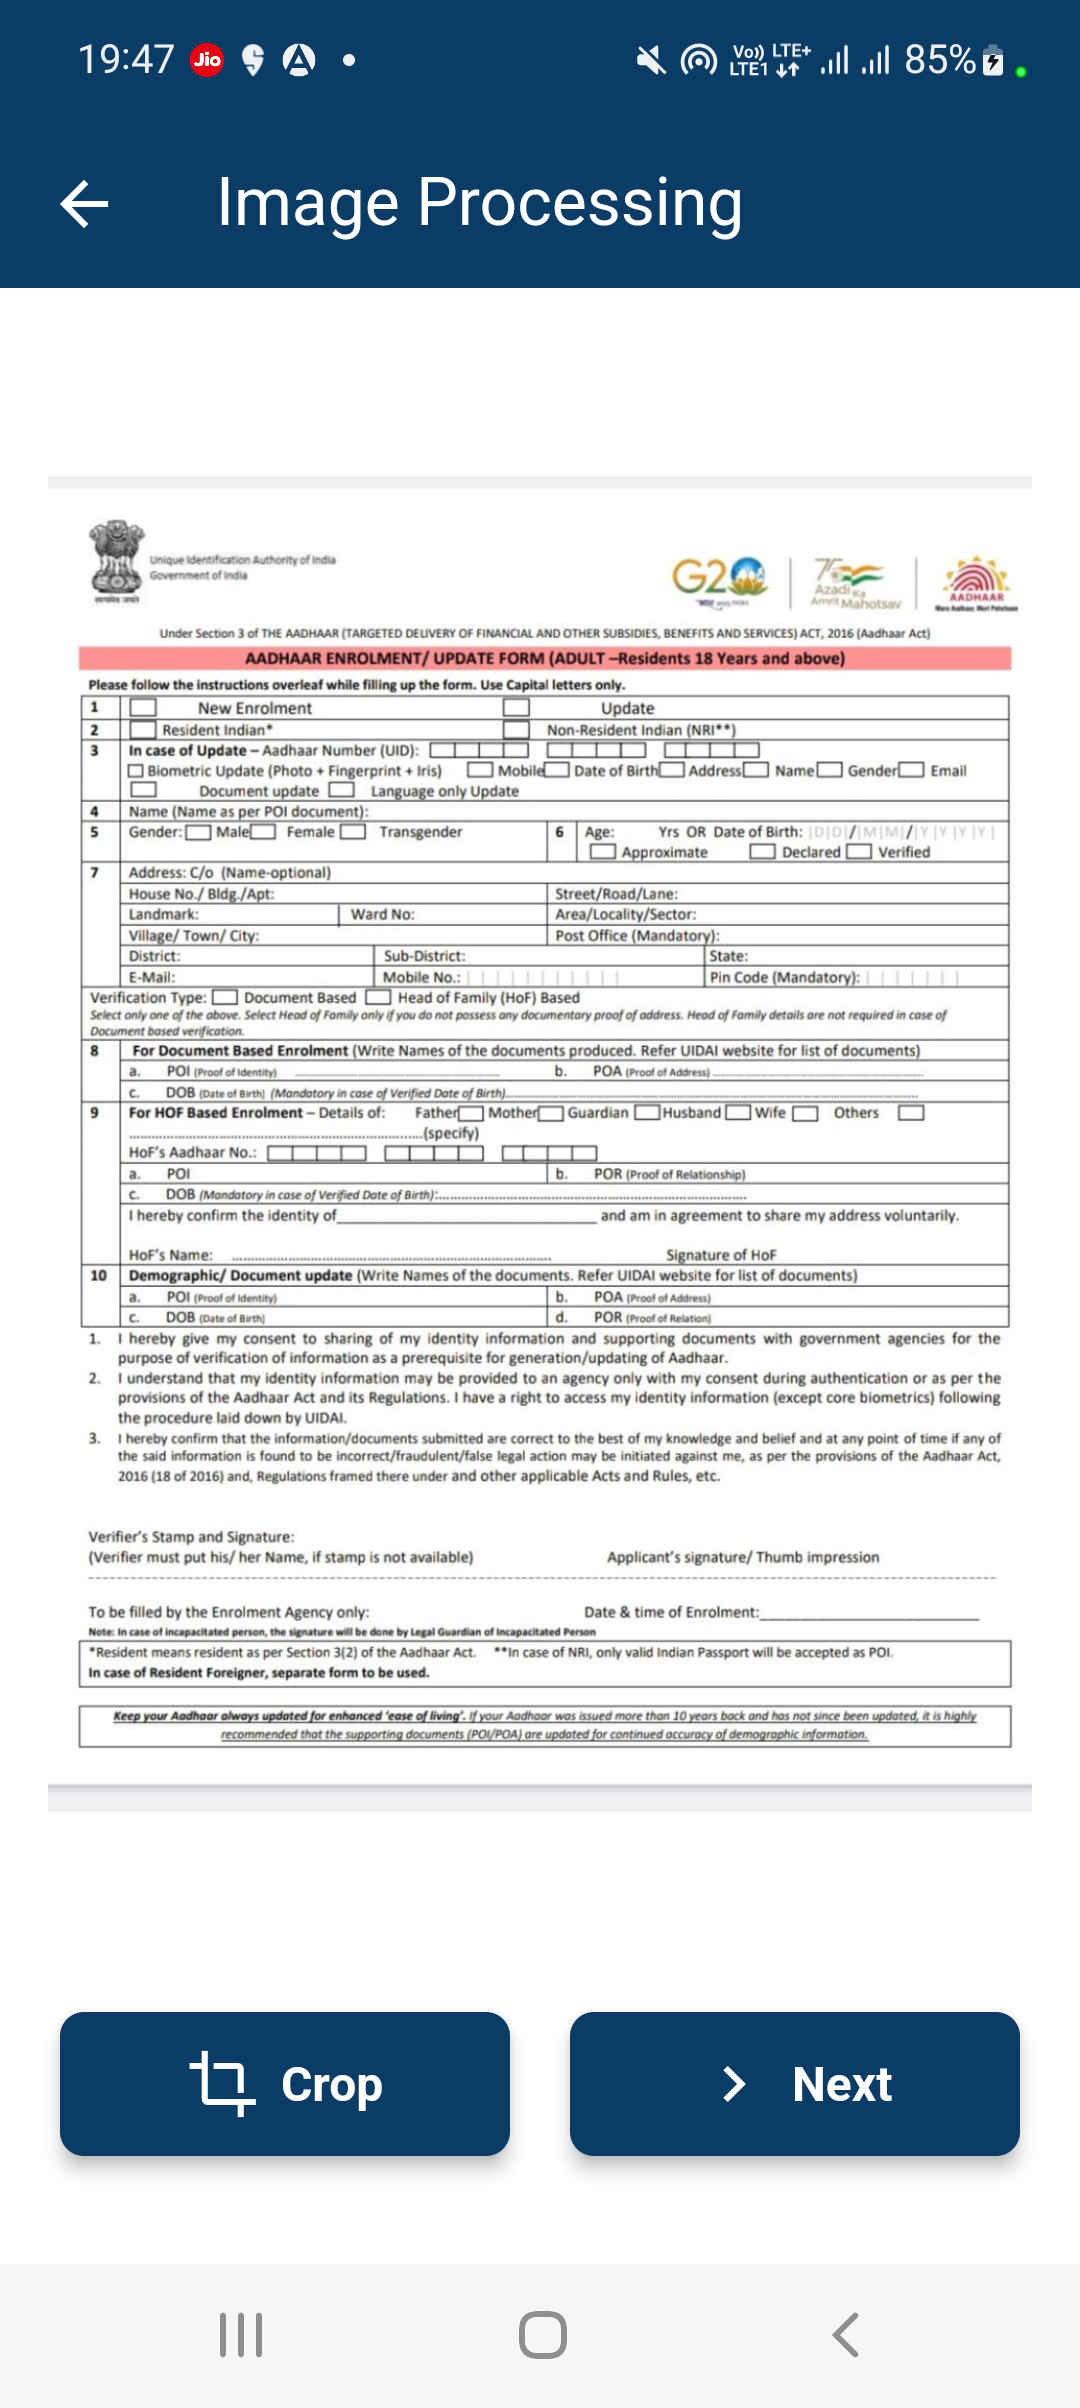 19:47 Jio Vo)) LTE1 LTE+ 85%
Image Processing
Unique Identification Authority of India
Government of India
G20
75 Azadi Ka Amrit Mahotsav
AADHAAR
Under Section 3 of THE AADHAAR (TARGETED DELIVERY OF FINANCIAL AND OTHER SUBSIDIES, BENEFITS AND SERVICES) ACT, 2016 (Aadhaar Act)
AADHAAR ENROLMENT/ UPDATE FORM (ADULT –Residents 18 Years and above)
Please follow the instructions overleaf while filling up the form. Use Capital letters only.
1 New Enrolment Update
2 Resident Indian* Non-Resident Indian (NRI**)
3 In case of Update – Aadhaar Number (UID):
Biometric Update (Photo + Fingerprint + Iris) Mobile Date of Birth Address Name Gender Email
Document update Language only Update
4 Name (Name as per POI document):
5 Gender: Male Female Transgender 6 Age: Yrs OR Date of Birth: |D|D|/|M|M|/|Y|Y|Y|Y|
Approximate Declared Verified
7 Address: C/o (Name-optional)
House No./ Bldg./Apt: Street/Road/Lane:
Landmark: Ward No: Area/Locality/Sector:
Village/ Town/ City: Post Office (Mandatory):
District: Sub-District: State:
E-Mail: Mobile No.: Pin Code (Mandatory):
Verification Type: Document Based Head of Family (HoF) Based
Select only one of the above. Select Head of Family only if you do not possess any documentary proof of address. Head of Family details are not required in case of
Document based verification.
8 For Document Based Enrolment (Write Names of the documents produced. Refer UIDAI website for list of documents)
a. POI (Proof of Identity) b. POA (Proof of Address)
c. DOB (Date of Birth) (Mandatory in case of Verified Date of Birth)
9 For HOF Based Enrolment – Details of: Father Mother Guardian Husband Wife Others
(specify)
HoF's Aadhaar No.:
a. POI b. POR (Proof of Relationship)
c. DOB (Mandatory in case of Verified Date of Birth):
I hereby confirm the identity of and am in agreement to share my address voluntarily.
HoF's Name: Signature of HoF
10 Demographic/ Document update (Write Names of the documents. Refer UIDAI website for list of documents)
a. POI (Proof of Identity) b. POA (Proof of Address)
c. DOB (Date of Birth) d. POR (Proof of Relation)
1. I hereby give my consent to sharing of my identity information and supporting documents with government agencies for the
purpose of verification of information as a prerequisite for generation/updating of Aadhaar.
2. I understand that my identity information may be provided to an agency only with my consent during authentication or as per the
provisions of the Aadhaar Act and its Regulations. I have a right to access my identity information (except core biometrics) following
the procedure laid down by UIDAI.
3. I hereby confirm that the information/documents submitted are correct to the best of my knowledge and belief and at any point of time if any of
the said information is found to be incorrect/fraudulent/false legal action may be initiated against me, as per the provisions of the Aadhaar Act,
2016 (18 of 2016) and, Regulations framed there under and other applicable Acts and Rules, etc.
Verifier's Stamp and Signature:
(Verifier must put his/ her Name, if stamp is not available) Applicant's signature/ Thumb impression
To be filled by the Enrolment Agency only: Date & time of Enrolment:
Note: In case of incapacitated person, the signature will be done by Legal Guardian of Incapacitated Person
*Resident means resident as per Section 3(2) of the Aadhaar Act. **In case of NRI, only valid Indian Passport will be accepted as POI.
In case of Resident Foreigner, separate form to be used.
Keep your Aadhaar always updated for enhanced 'ease of living'. If your Aadhaar was issued more than 10 years back and has not since been updated, it is highly
recommended that the supporting documents (POI/POA) are updated for continued accuracy of demographic information.
Crop
Next